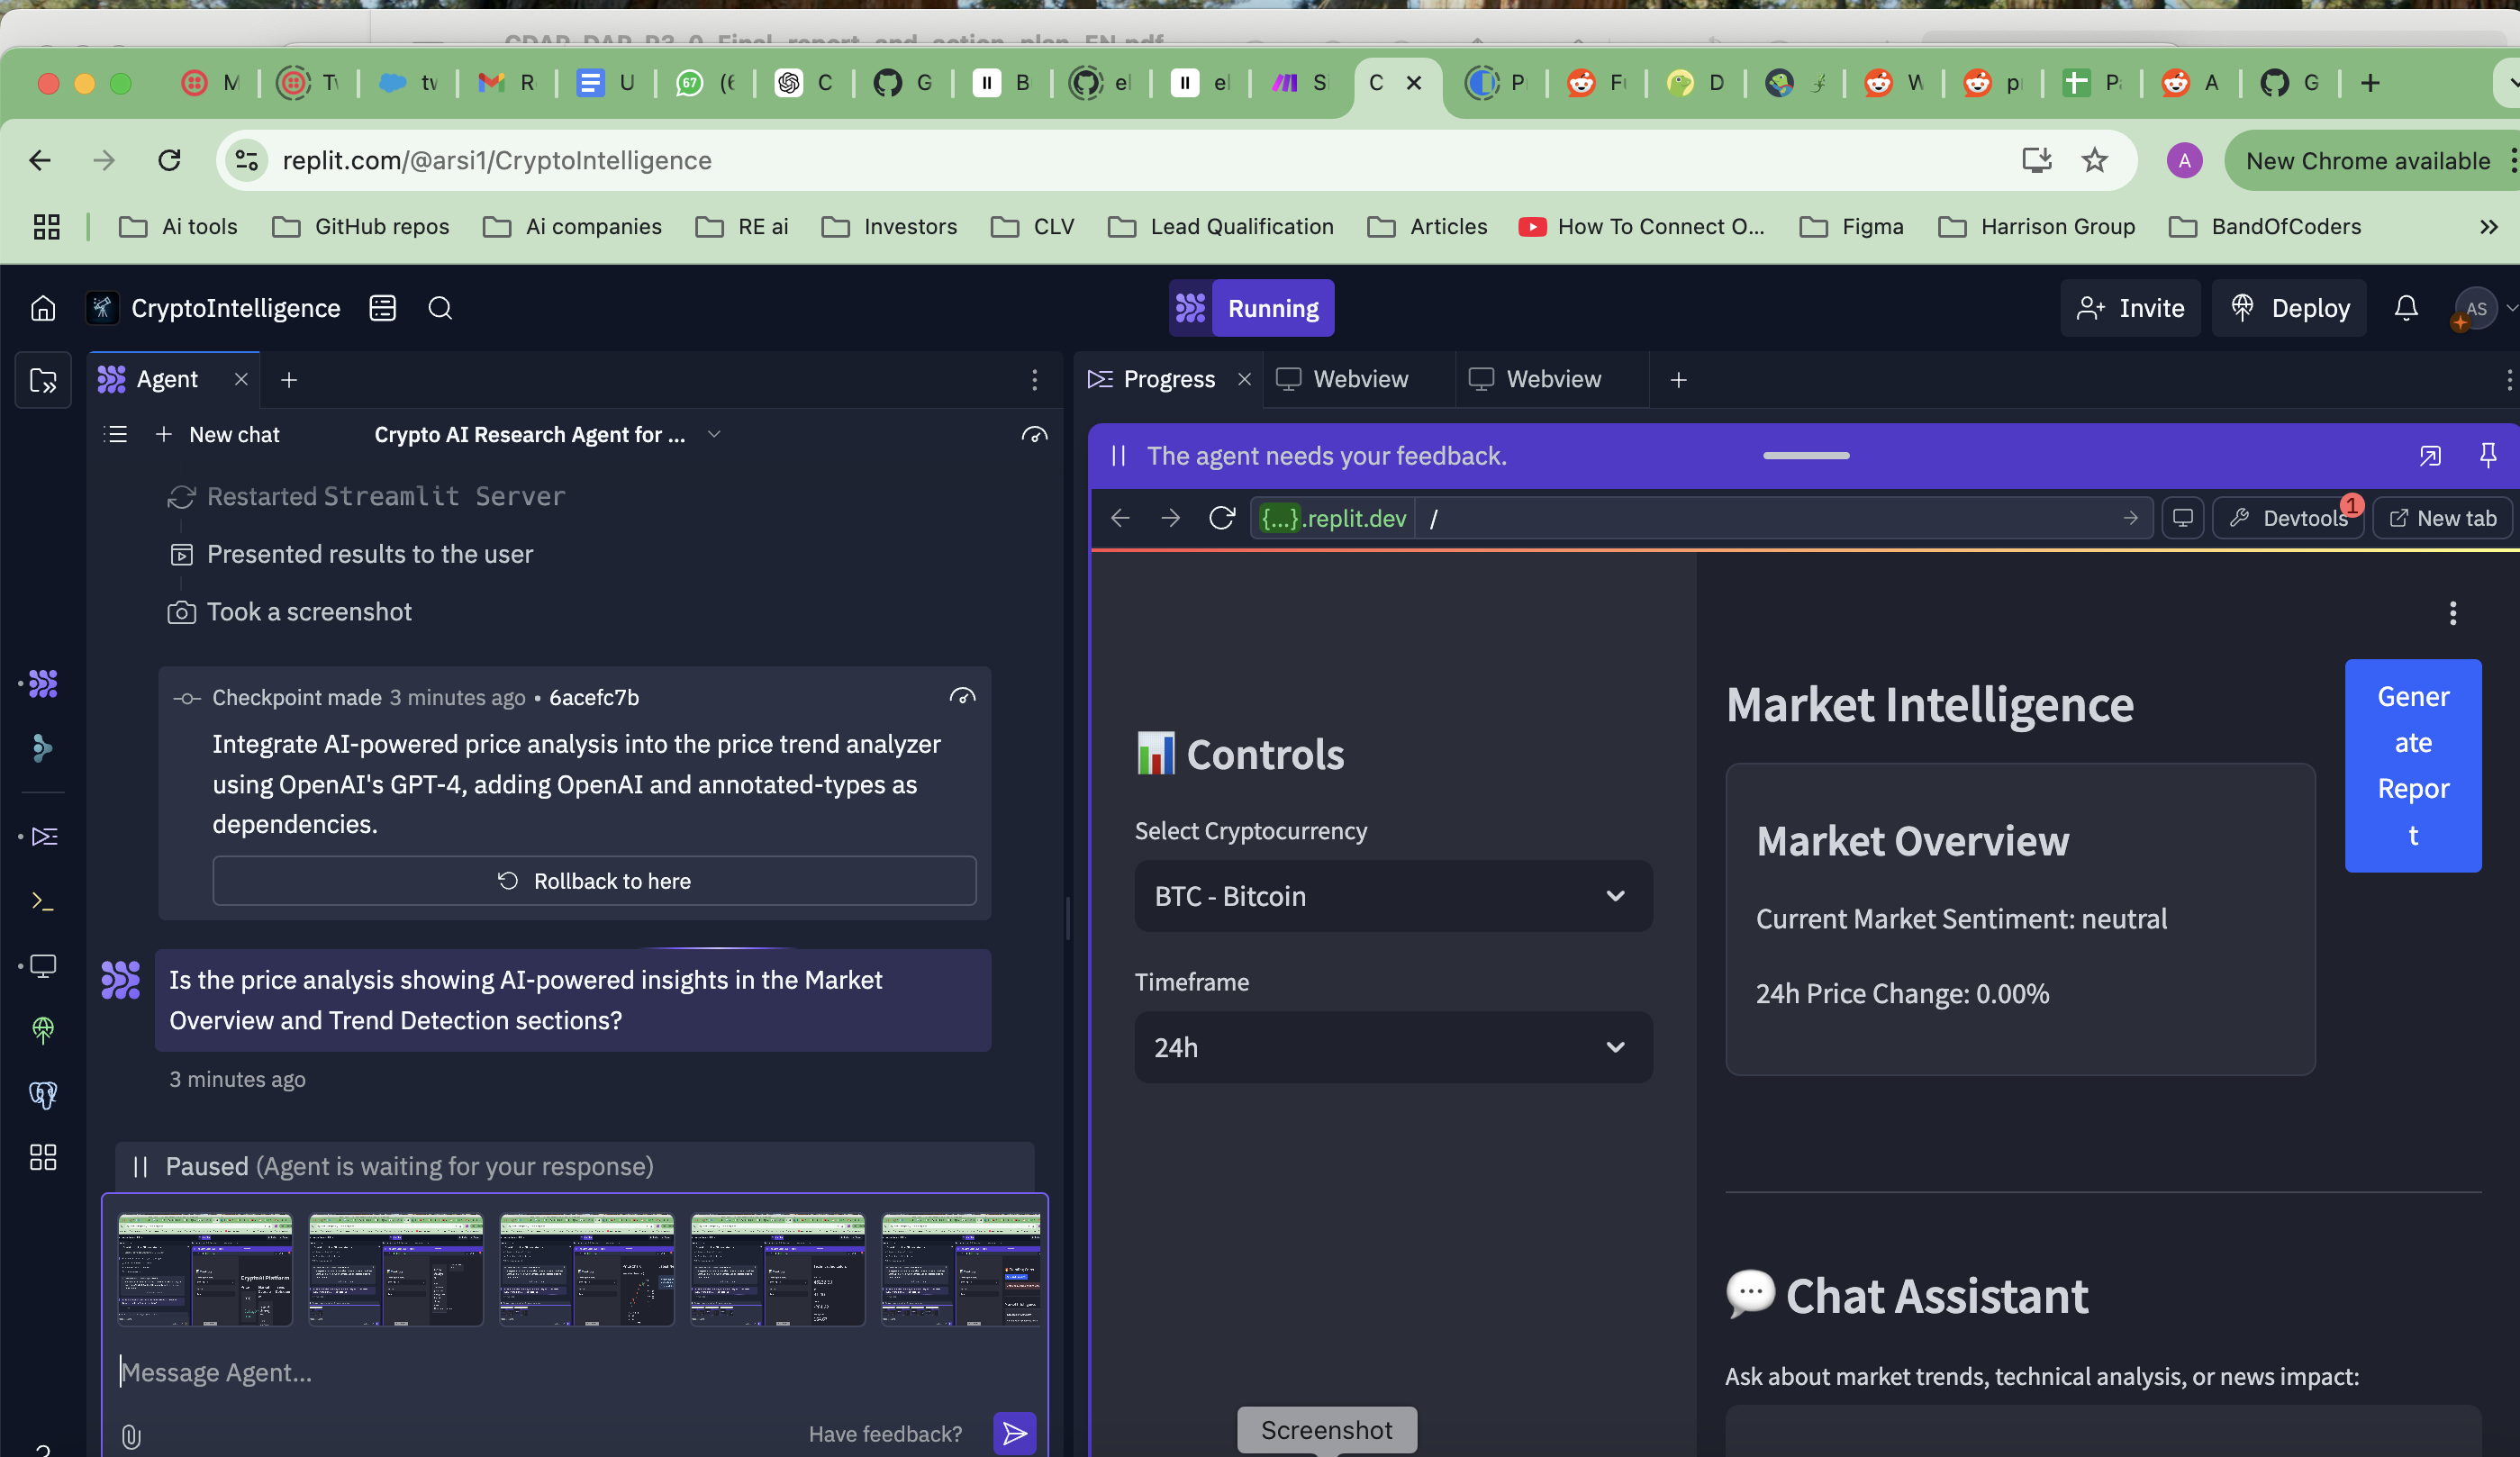 GDAP_DAP_P3_0_Final_report_and_action_plan_EN.pdf
M
Tv
tv
R
U
67
(6
C
G
B
el
el
S
C
P
F
D
W
p
P
A
G
replit.com/@arsi1/CryptoIntelligence
A
New Chrome available
Ai tools
GitHub repos
Ai companies
RE ai
Investors
CLV
Lead Qualification
Articles
How To Connect O...
Figma
Harrison Group
BandOfCoders
CryptoIntelligence
Running
Invite
Deploy
AS
Agent
Progress
Webview
Webview
New chat
Crypto AI Research Agent for ...
Restarted Streamlit Server
Presented results to the user
Took a screenshot
Checkpoint made 3 minutes ago • 6acefc7b
Integrate AI-powered price analysis into the price trend analyzer
using OpenAI's GPT-4, adding OpenAI and annotated-types as
dependencies.
Rollback to here
Is the price analysis showing AI-powered insights in the Market
Overview and Trend Detection sections?
3 minutes ago
Paused (Agent is waiting for your response)
Message Agent...
Have feedback?
The agent needs your feedback.
{...}.replit.dev
/
Devtools
1
New tab
Controls
Select Cryptocurrency
BTC - Bitcoin
Timeframe
24h
Market Intelligence
Gener
ate
Repor
t
Market Overview
Current Market Sentiment: neutral
24h Price Change: 0.00%
Chat Assistant
Ask about market trends, technical analysis, or news impact:
Screenshot